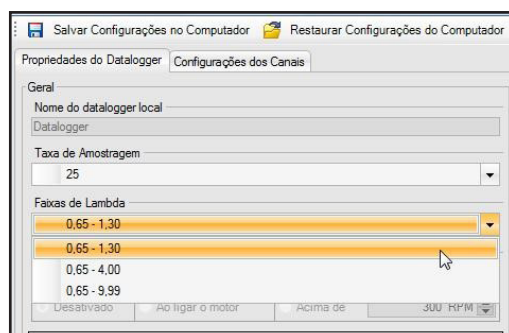 Salvar Configurações no Computador Restaurar Configurações do Computador
Propriedades do Datalogger Configurações dos Canais
Geral
Nome do datalogger local
Datalogger
Taxa de Amostragem
25
Faixas de Lambda
0,65 - 1,30
0,65 - 1,30
0,65 - 4,00
0,65 - 9,99
Desativado Ao ligar o motor Acima de 300 RPM